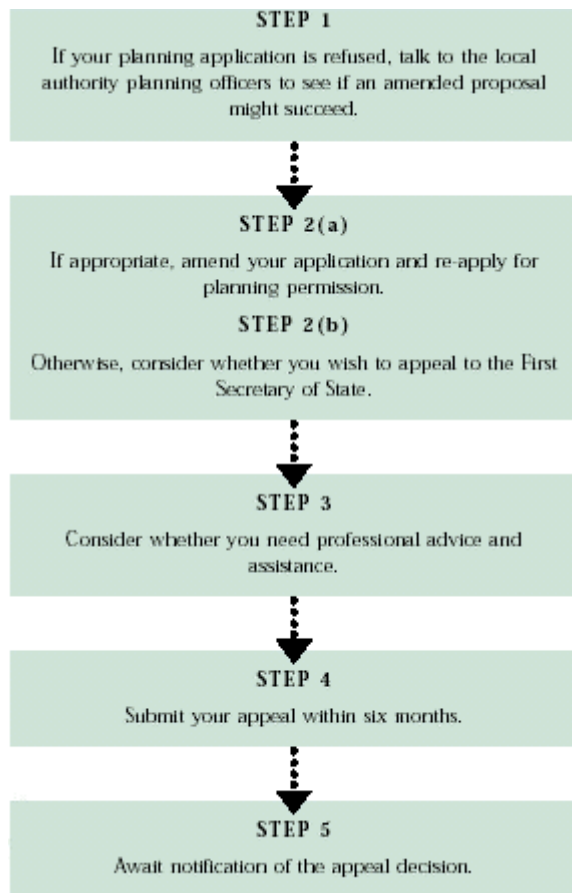 STEP 1
If your planning application is refused, talk to the local
authority planning officers to see if an amended proposal
might succeed.
STEP 2(a)
If appropriate, amend your application and re-apply for
planning permission.
STEP 2(b)
Otherwise, consider whether you wish to appeal to the First
Secretary of State.
STEP 3
Consider whether you need professional advice and
assistance.
STEP 4
Submit your appeal within six months.
STEP 5
Await notification of the appeal decision.